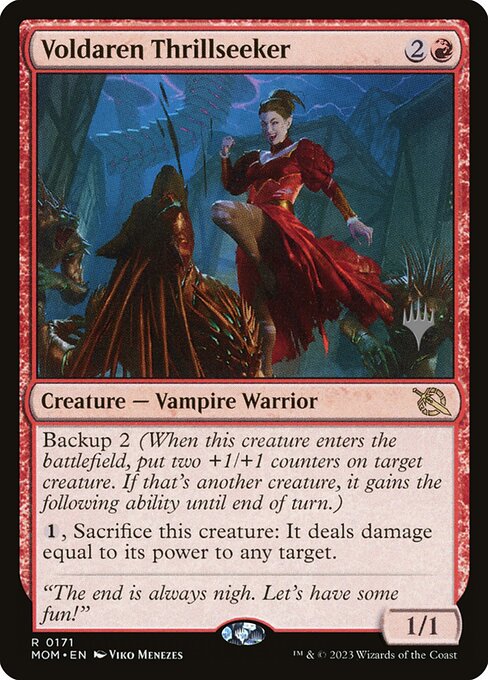 Voldaren Thrillseeker 2
Creature — Vampire Warrior
Backup 2 (When this creature enters the
battlefield, put two +1/+1 counters on target
creature. If that's another creature, it gains the
following ability until end of turn.)
1, Sacrifice this creature: It deals damage
equal to its power to any target.
"The end is always nigh. Let's have some
fun!"
1/1
R 0171
MOM • EN Viko Menezes
™ & © 2023 Wizards of the Coast